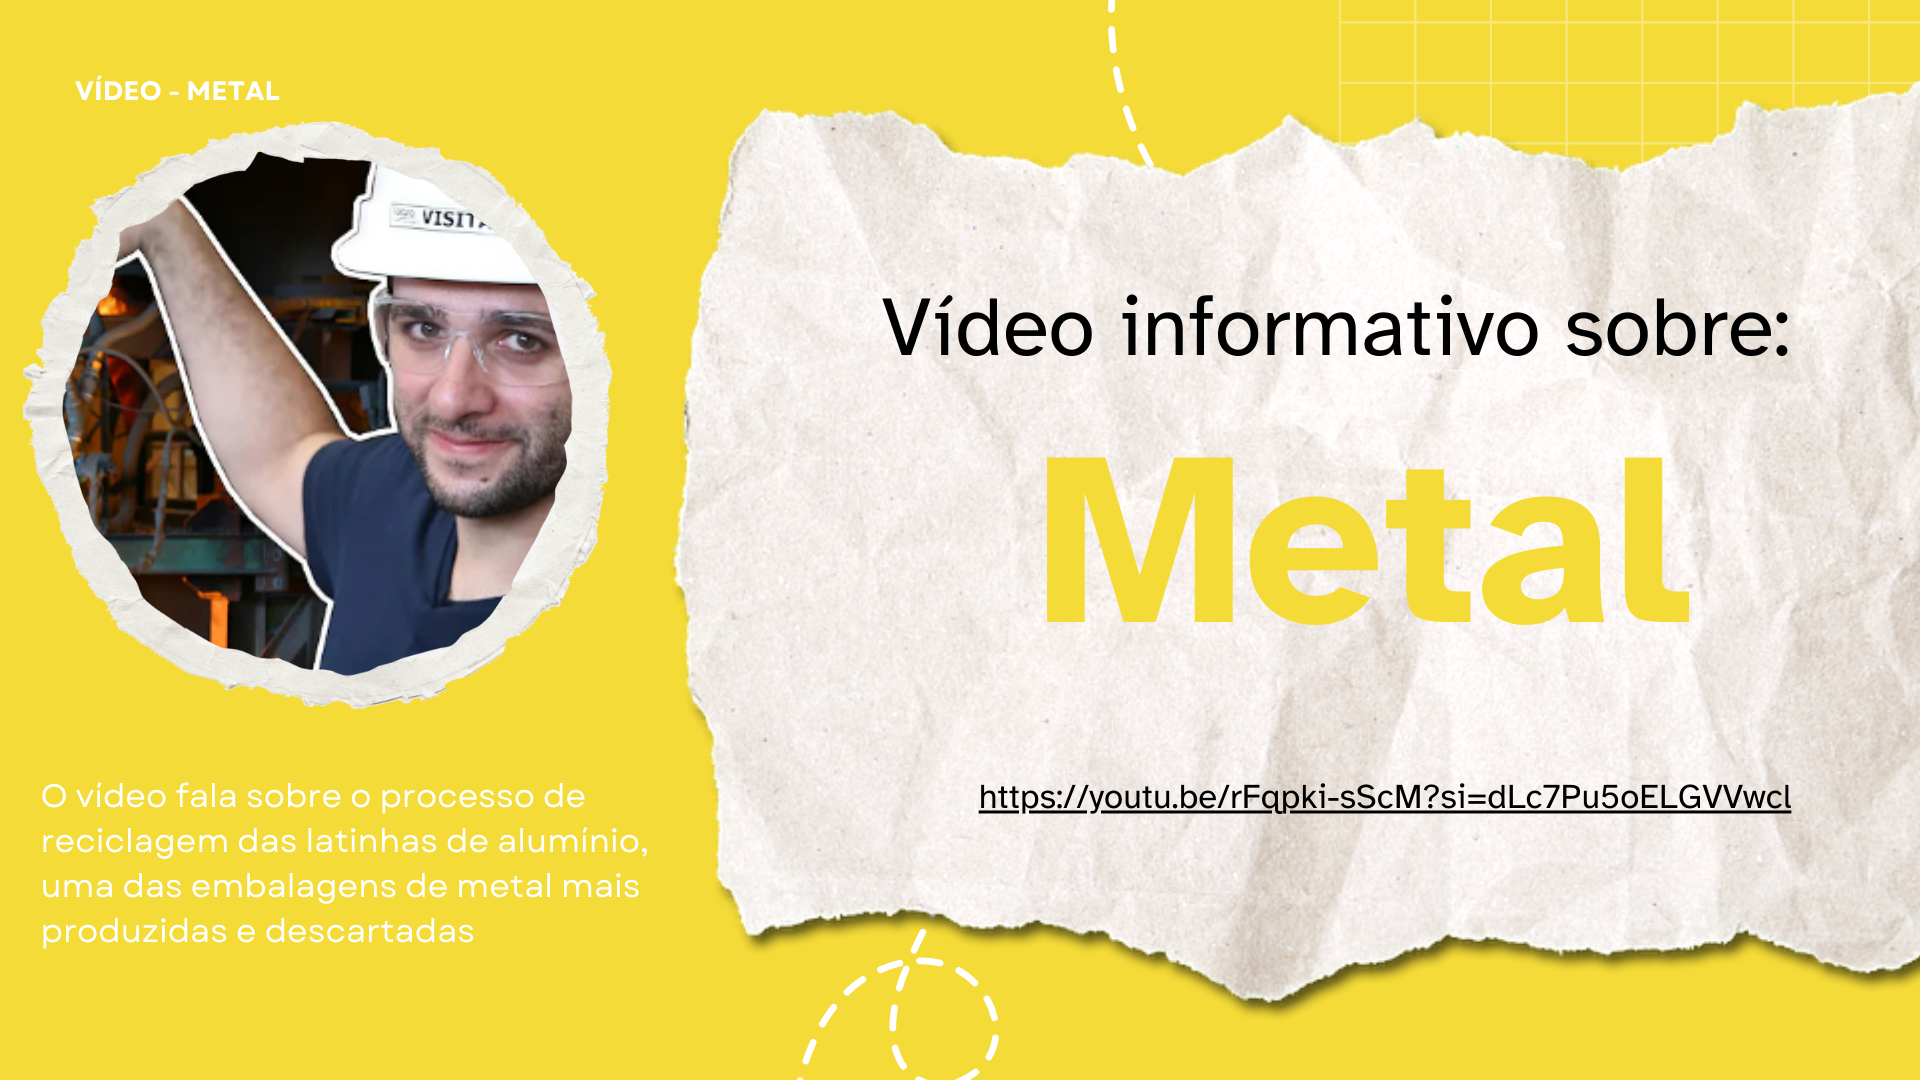 VÍDEO - METAL
VISITA
Vídeo informativo sobre:
Metal
https://youtu.be/rFqpki-sScM?si=dLc7Pu5oELGVVwcl
O vídeo fala sobre o processo de
reciclagem das latinhas de alumínio,
uma das embalagens de metal mais
produzidas e descartadas